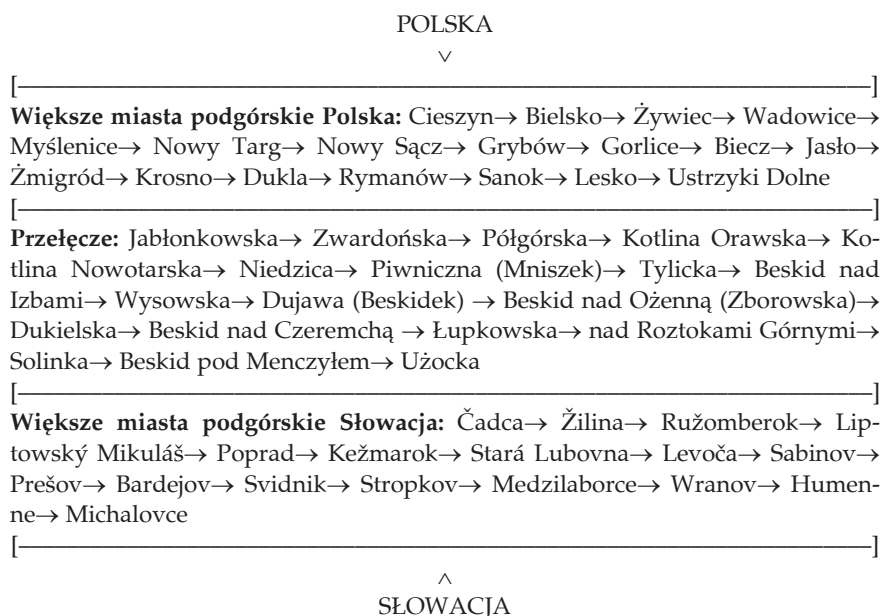 POLSKA
∨
[——————————————————————————————]
Większe miasta podgórskie Polska: Cieszyn→ Bielsko→ Żywiec→ Wadowice→
Myślenice→ Nowy Targ→ Nowy Sącz→ Grybów→ Gorlice→ Biecz→ Jasło→
Żmigród→ Krosno→ Dukla→ Rymanów→ Sanok→ Lesko→ Ustrzyki Dolne
[——————————————————————————————]
Przełęcze: Jabłonkowska→ Zwardońska→ Półgórska→ Kotlina Orawska→ Ko-
tlina Nowotarska→ Niedzica→ Piwniczna (Mniszek)→ Tylicka→ Beskid nad
Izbami→ Wysowska→ Dujawa (Beskidek) → Beskid nad Ożenną (Zborowska)→
Dukielska→ Beskid nad Czeremchą → Łupkowska→ nad Roztokami Górnymi→
Solinka→ Beskid pod Menczyłem→ Użocka
[——————————————————————————————]
Większe miasta podgórskie Słowacja: Čadca→ Žilina→ Ružomberok→ Lip-
towský Mikuláš→ Poprad→ Kežmarok→ Stará Lubovna→ Levoča→ Sabinov→
Prešov→ Bardejov→ Svidnik→ Stropkov→ Medzilaborce→ Wranov→ Humen-
ne→ Michalovce
[——————————————————————————————]
∧
SŁOWACJA